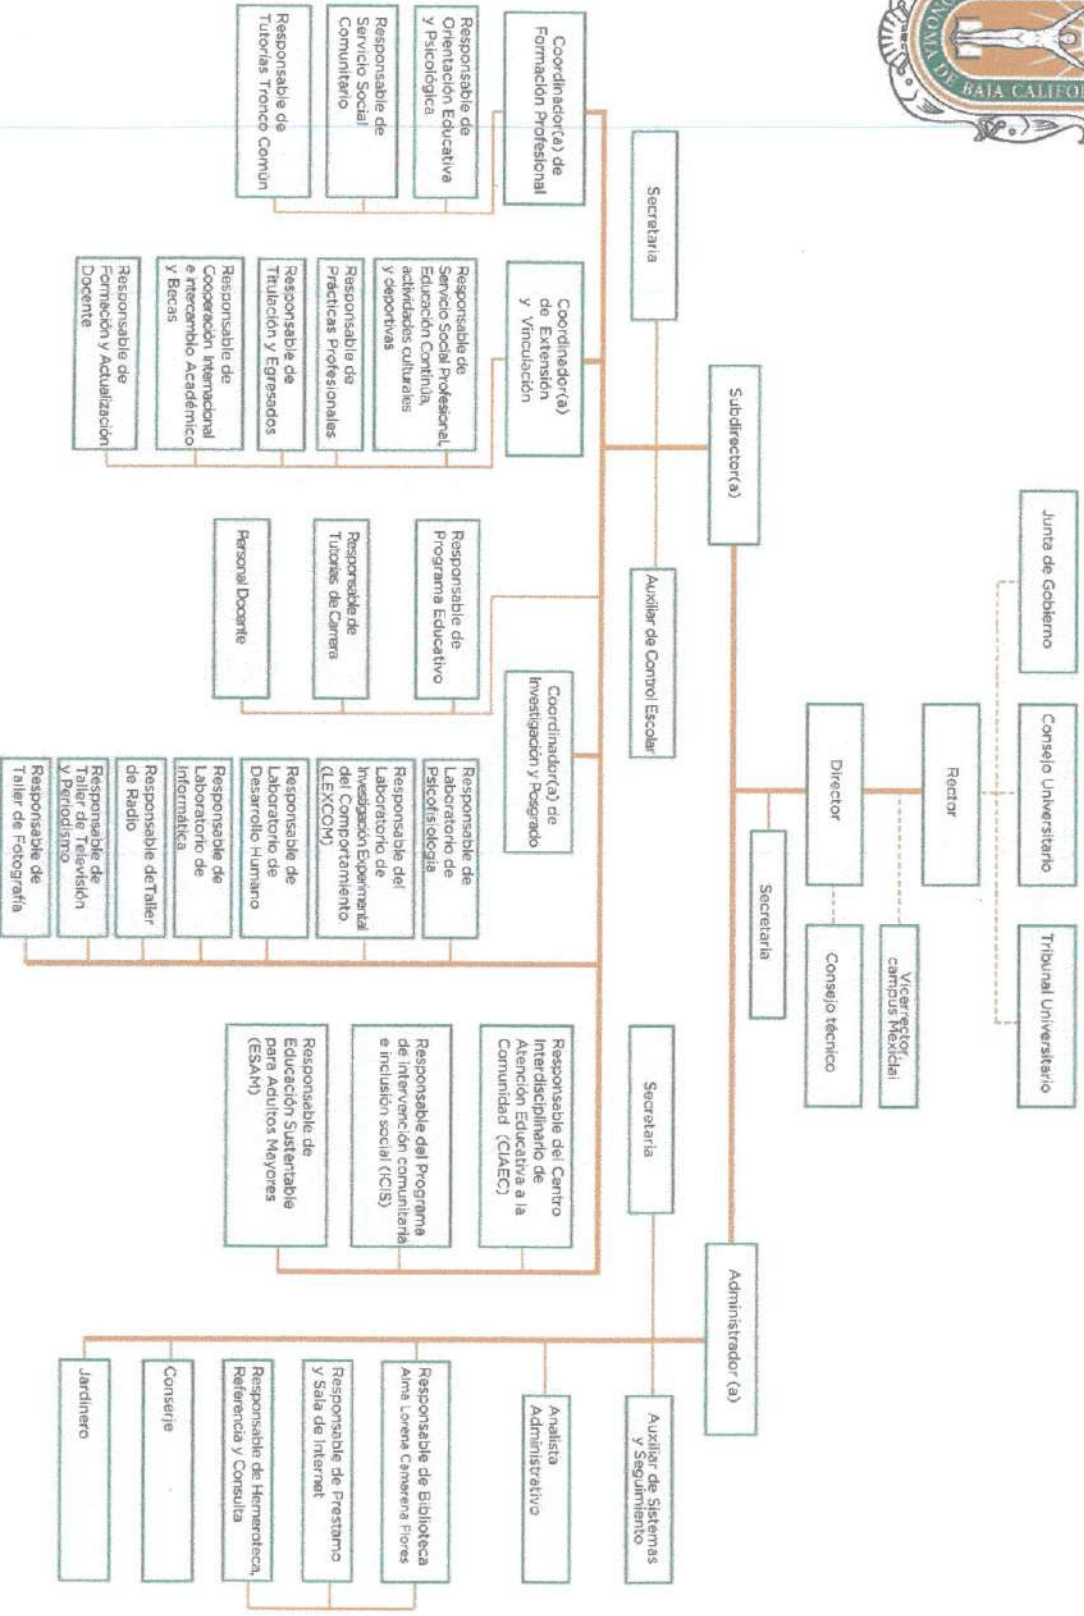 ONO
OMA DE BAJA CALIFOR
Junta de Gobierno
Consejo Universitario
Tribunal Universitario
Rector
Vicerrector
campus Mexiclai
Director
Consejo técnico
Secretaria
Subdirector(a)
Administrador (a)
Secretaria
Auxiliar de Control Escolar
Secretaria
Auxiliar de Sistemas
y Seguimiento
Coordinador(a) de
Formación Profesional
Responsable de
Orientación Educativa
y Psicológica
Responsable de
Servicio Social
Comunitario
Responsable de
Tutorías Tronco Común
Coordinador(a)
de Extensión
y Vinculación
Responsable de
Servicio Social Profesional,
Educación Continúa,
actividades culturales
y deportivas
Responsable de
Prácticas Profesionales
Responsable de
Titulación y Egresados
Responsable de
Cooperación Internacional
e Intercambio Académico
y Becas
Responsable de
Formación y Actualización
Docente
Responsable de
Programa Educativo
Responsable de
Tutorías de Carrera
Personal Docente
Coordinador(a) de
Investigación y Posgrado
Responsable de
Laboratorio de
Psicofisiología
Responsable del
Laboratorio de
Investigación Experimental
del Comportamiento
(LEXCOM)
Responsable de
Laboratorio de
Desarollo Humano
Responsable de
Laboratorio de
Informática
Responsable de Taller
de Radio
Responsable de
Taller de Televisión
y Periodismo
Responsable de
Taller de Fotografía
Responsable del Centro
Interdisciplinario de
Atención Educativa a la
Comunidad (CIAEC)
Responsable del Programa
de intervención comunitaria
e inclusión social (ICIS)
Responsable de
Educación Sustentable
para Adultos Mayores
(ESAM)
Analista
Administrativo
Responsable de Biblioteca
Alma Lorena Camarena Flores
Responsable de Prestamo
y Sala de Internet
Responsable de Hemeroteca,
Referencia y Consulta
Conserje
Jardinero